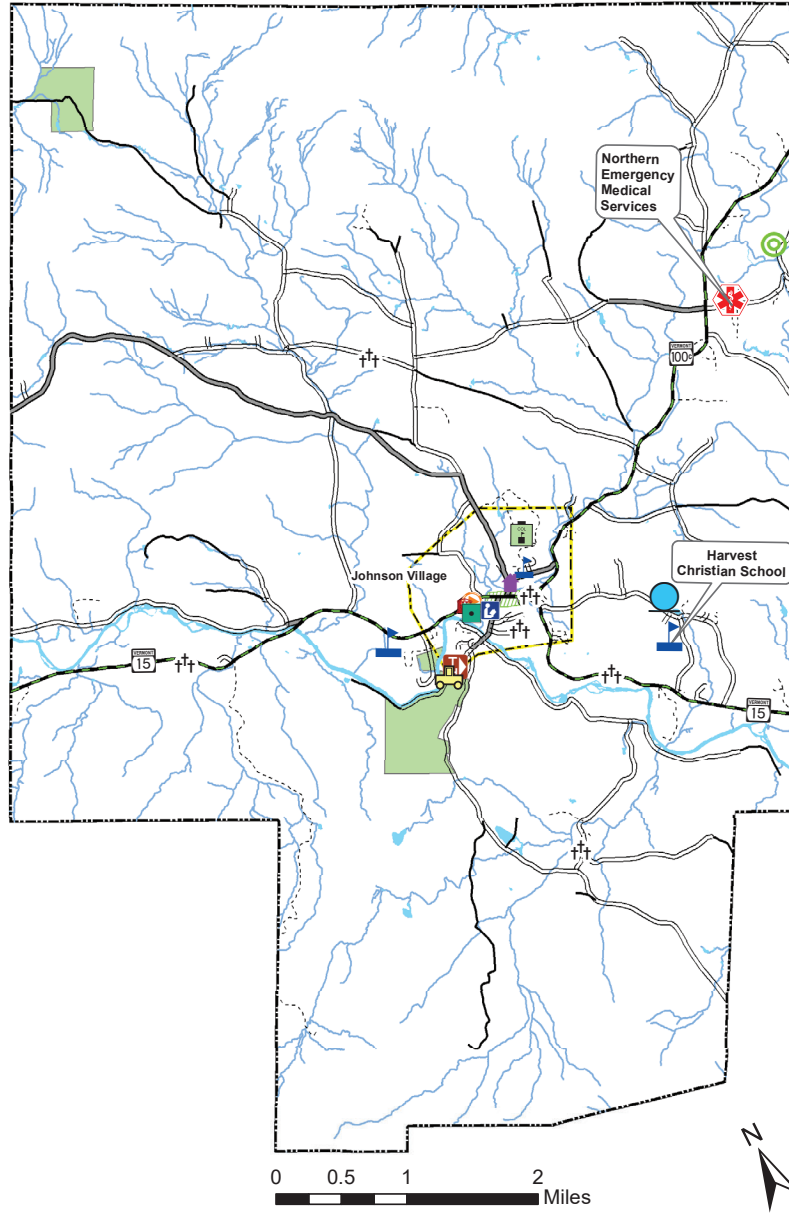 Northern
Emergency
Medical
Services
VERMONT
100C
COL
Johnson Village
Harvest
Christian School
VERMONT
15
VERMONT
15
N
0 0.5 1 2
Miles